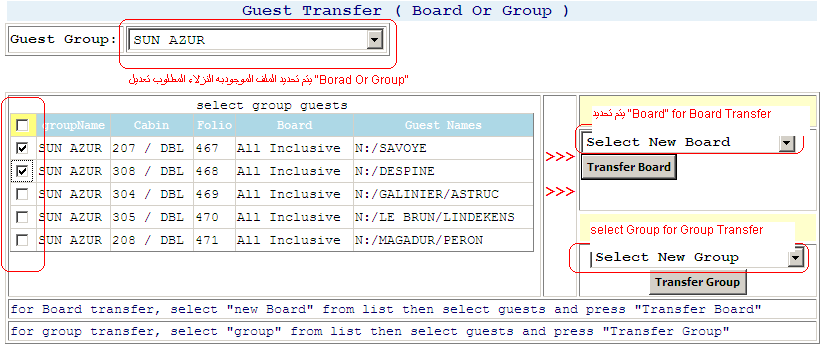 Guest Transfer ( Board Or Group )
Guest Group: SUN AZUR
يتم تحديد الملف الموجود به النزلاء المطلوب تعديل "Borad Or Group"
select group guests
groupName Cabin Folio Board Guest Names
SUN AZUR 207 / DBL 467 All Inclusive N:/SAVOYE
SUN AZUR 308 / DBL 468 All Inclusive N:/DESPINE
SUN AZUR 304 / DBL 469 All Inclusive N:/GALINIER/ASTRUC
SUN AZUR 305 / DBL 470 All Inclusive N:/LE BRUN/LINDEKENS
SUN AZUR 208 / DBL 471 All Inclusive N:/MAGADUR/PERON
>>>
>>>
يتم تحديد "Board" for Board Transfer
Select New Board
Transfer Board
select Group for Group Transfer
Select New Group
Transfer Group
for Board transfer, select "new Board" from list then select guests and press "Transfer Board"
for group transfer, select "group" from list then select guests and press "Transfer Group"